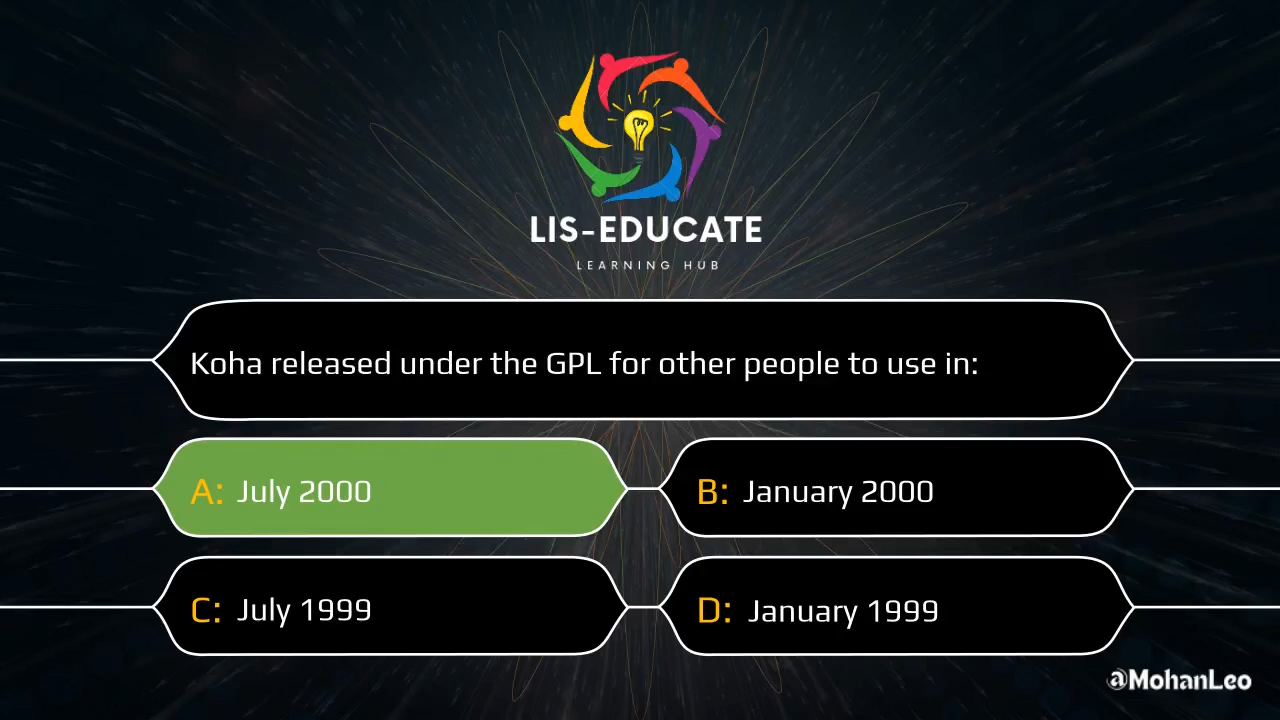 LIS-EDUCATE
LEARNING HUB
Koha released under the GPL for other people to use in:
A: July 2000
B: January 2000
C: July 1999
D: January 1999
@MohanLeo